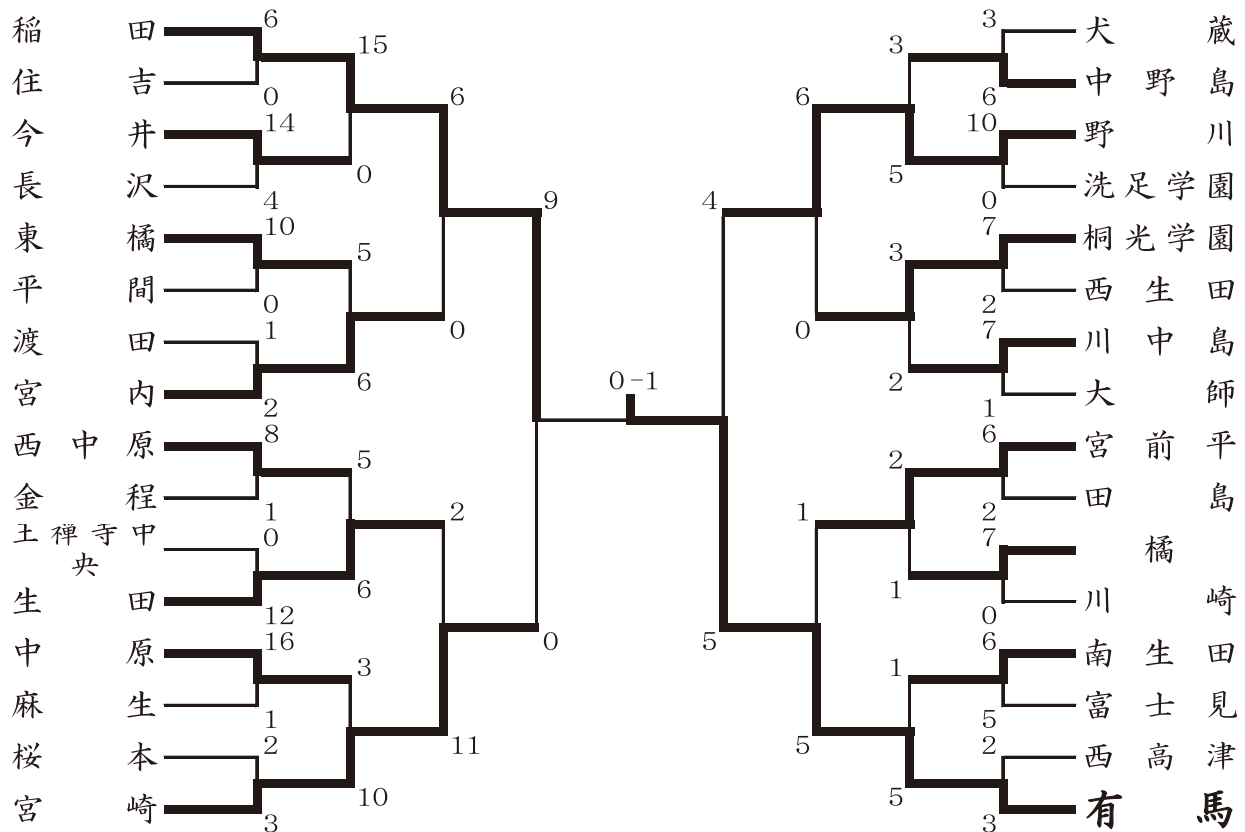 稲田
6
住吉
0
15
今井
14
長沢
4
0
6
東橘
10
平間
0
5
渡田
1
宮内
2
6
0
9
西中原
8
金程
1
5
王禅寺中
央
0
生田
12
6
2
中原
16
麻生
1
3
桜本
2
宮崎
3
10
11
0
0-1
4
5
6
0
1
5
3
5
3
2
2
1
1
5
3
犬蔵
6
中野島
10
野川
0
洗足学園
7
桐光学園
2
西生田
7
川中島
1
大師
6
宮前平
2
田島
7
橘
0
川崎
6
南生田
5
富士見
2
西高津
3
有馬